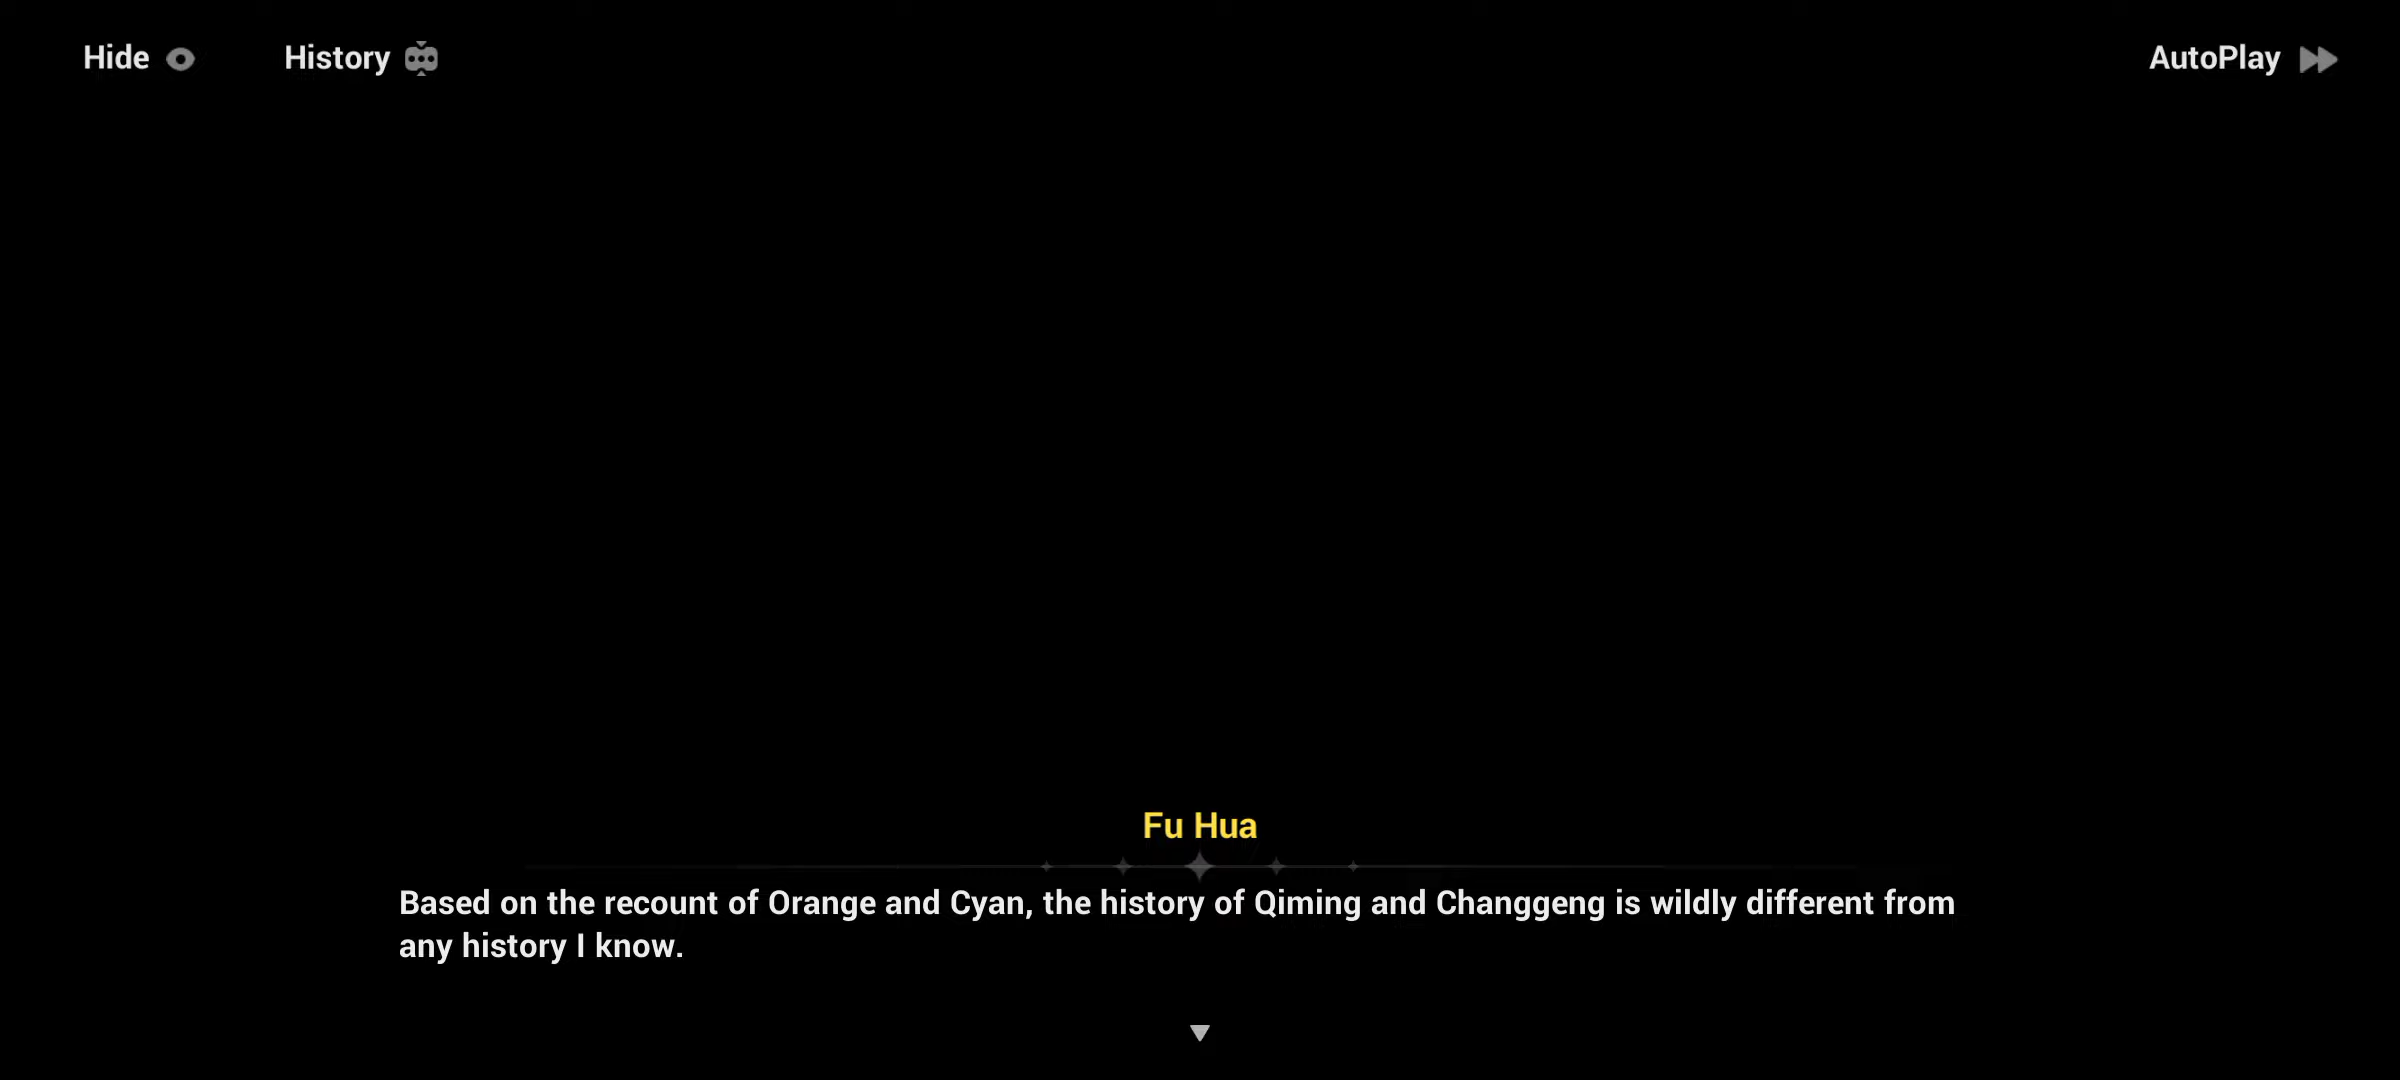 Hide
History
AutoPlay
Fu Hua
Based on the recount of Orange and Cyan, the history of Qiming and Changgeng is wildly different from
any history I know.